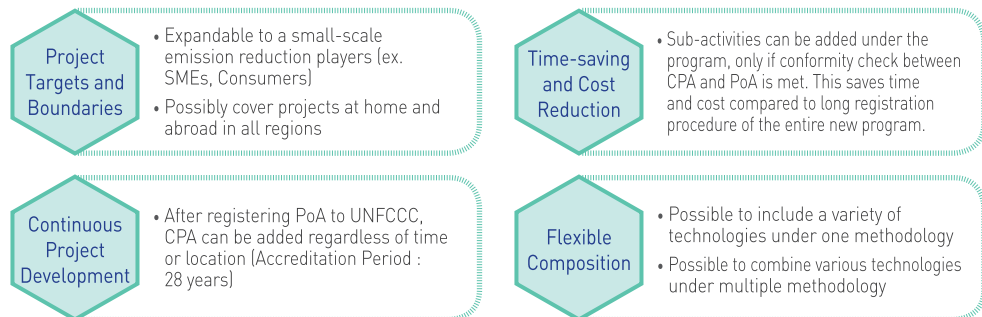 Project
Targets and
Boundaries
• Expandable to a small-scale
emission reduction players (ex.
SMEs, Consumers)
• Possibly cover projects at home and
abroad in all regions
Time-saving
and Cost
Reduction
• Sub-activities can be added under the
program, only if conformity check between
CPA and PoA is met. This saves time
and cost compared to long registration
procedure of the entire new program.
Continuous
Project
Development
• After registering PoA to UNFCCC,
CPA can be added regardless of time
or location (Accreditation Period :
28 years)
Flexible
Composition
• Possible to include a variety of
technologies under one methodology
• Possible to combine various technologies
under multiple methodology